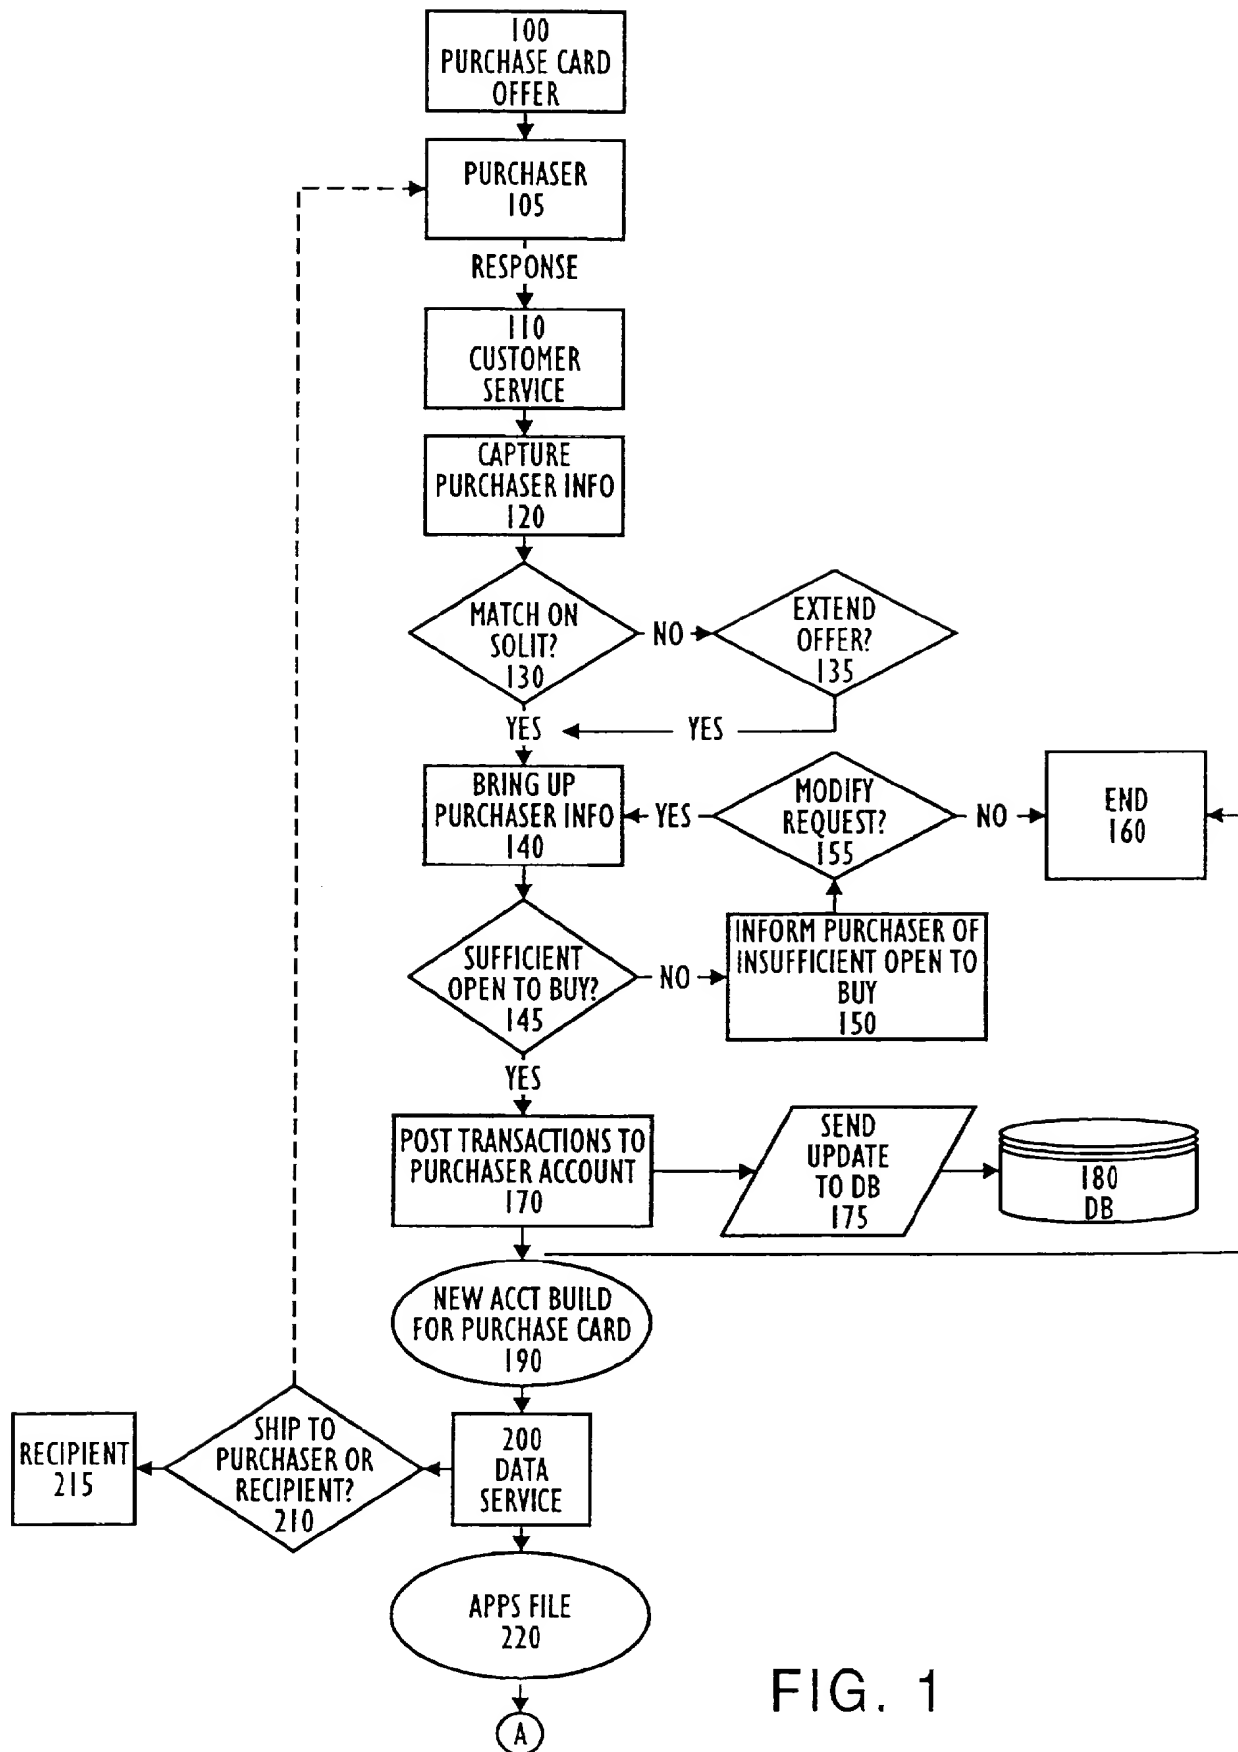 100
PURCHASE CARD
OFFER
PURCHASER
105
RESPONSE
110
CUSTOMER
SERVICE
CAPTURE
PURCHASER INFO
120
MATCH ON
SOLIT?
130
NO
EXTEND
OFFER?
135
YES
YES
BRING UP
PURCHASER INFO
140
YES
MODIFY
REQUEST?
155
NO
END
160
SUFFICIENT
OPEN TO BUY?
145
NO
INFORM PURCHASER OF
INSUFFICIENT OPEN TO
BUY
150
YES
POST TRANSACTIONS TO
PURCHASER ACCOUNT
170
SEND
UPDATE
TO DB
175
180
DB
NEW ACCT BUILD
FOR PURCHASE CARD
190
RECIPIENT
215
SHIP TO
PURCHASER OR
RECIPIENT?
210
200
DATA
SERVICE
APPS FILE
220
A
FIG. 1